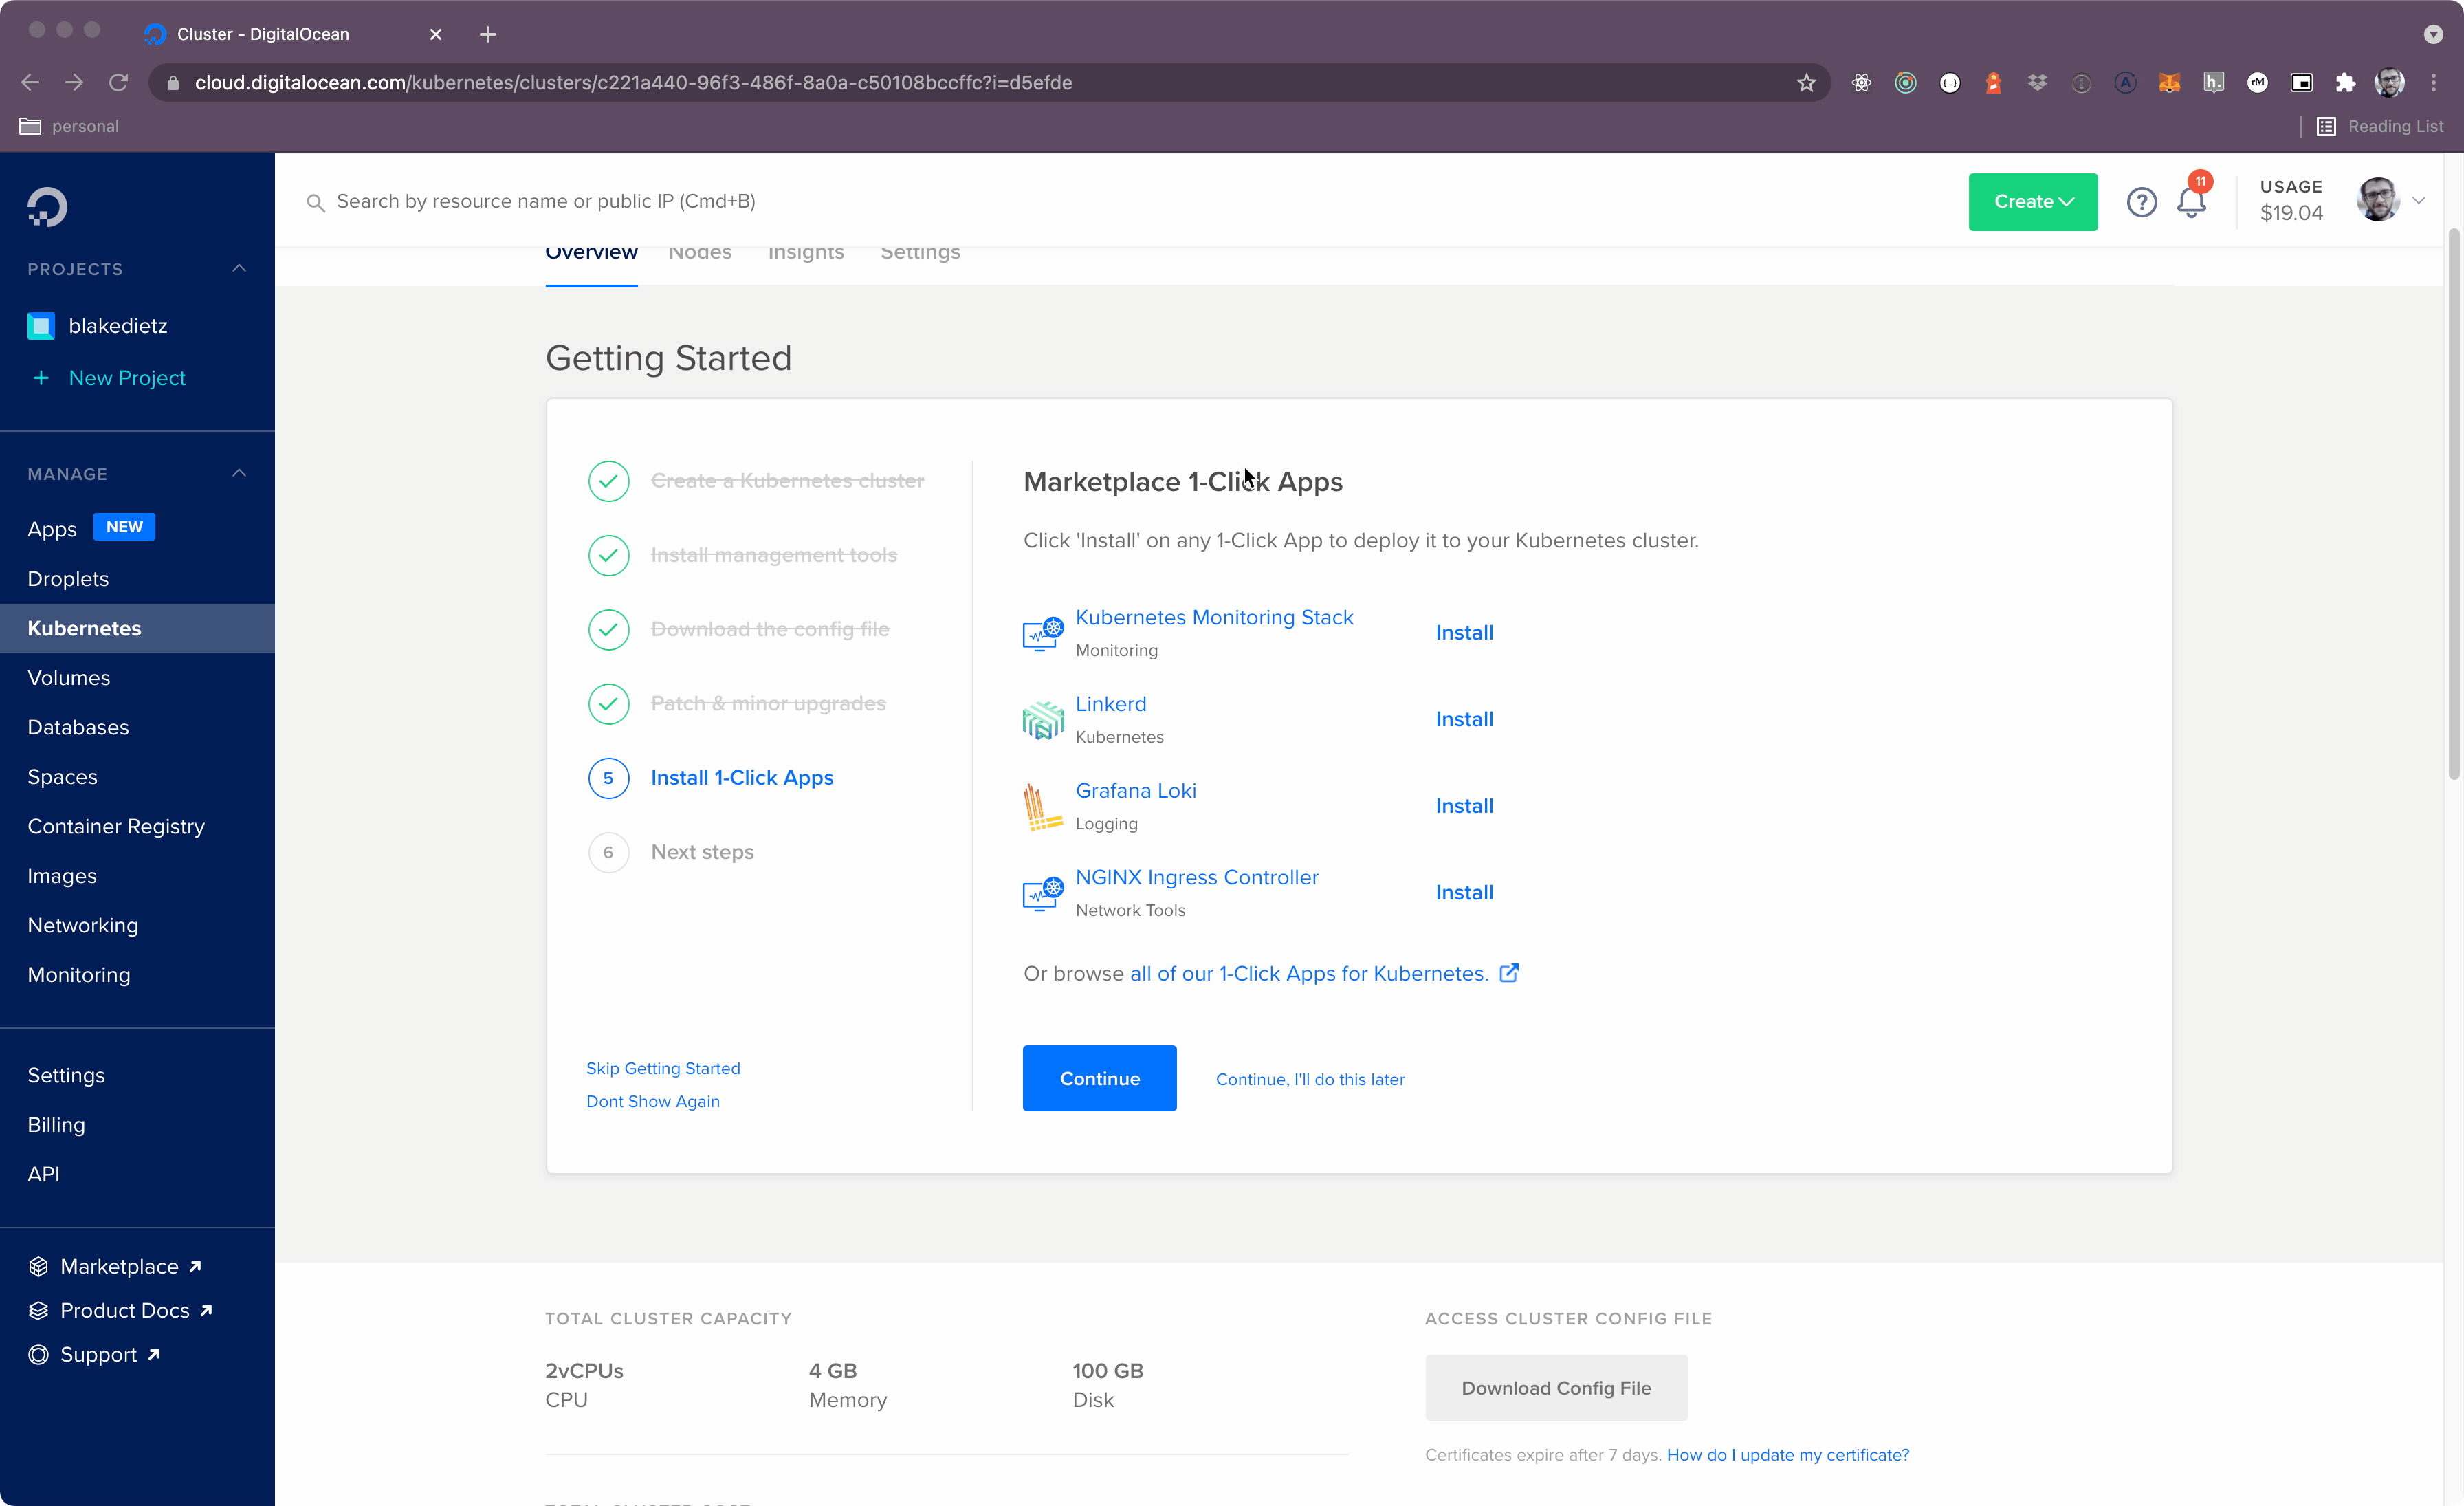 Cluster - DigitalOcean
cloud.digitalocean.com/kubernetes/clusters/c221a440-96f3-486f-8a0a-c50108bccffc?i=d5efde
personal
Reading List
Search by resource name or public IP (Cmd+B)
Create
11
USAGE
$19.04
PROJECTS
blakedietz
+ New Project
MANAGE
Apps NEW
Droplets
Kubernetes
Volumes
Databases
Spaces
Container Registry
Images
Networking
Monitoring
Settings
Billing
API
Marketplace
Product Docs
Support
Overview Nodes Insights Settings
Getting Started
Create a Kubernetes cluster
Install management tools
Download the config file
Patch & minor upgrades
5 Install 1-Click Apps
6 Next steps
Skip Getting Started
Dont Show Again
Marketplace 1-Click Apps
Click 'Install' on any 1-Click App to deploy it to your Kubernetes cluster.
Kubernetes Monitoring Stack
Monitoring
Install
Linkerd
Kubernetes
Install
Grafana Loki
Logging
Install
NGINX Ingress Controller
Network Tools
Install
Or browse all of our 1-Click Apps for Kubernetes.
Continue
Continue, I'll do this later
TOTAL CLUSTER CAPACITY
2vCPUs
CPU
4 GB
Memory
100 GB
Disk
ACCESS CLUSTER CONFIG FILE
Download Config File
Certificates expire after 7 days. How do I update my certificate?